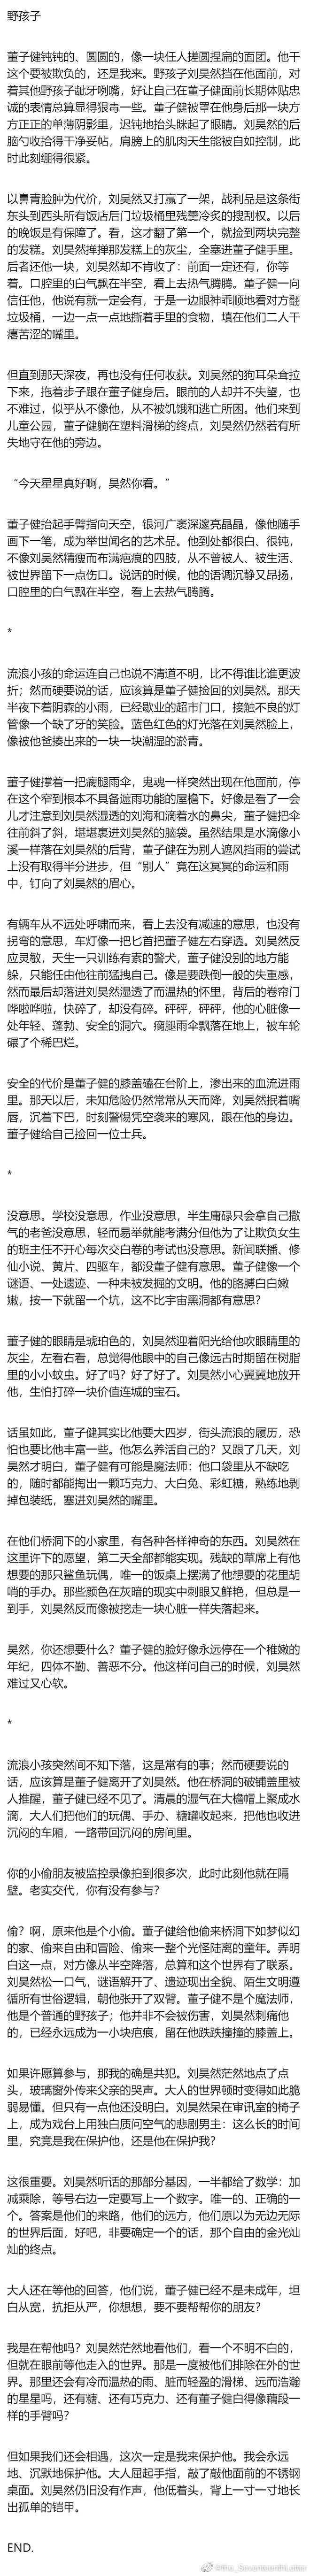 野孩子
董子健钝钝的、圆圆的，像一块任人搓圆捏扁的面团。他干
这个要被欺负的，还是我来。野孩子刘昊然挡在他面前，对
着其他野孩子龇牙咧嘴，好让自己在董子健面前长期体贴忠
诚的表情总算显得狠毒一些。董子健被罩在他身后那一块方
方正正的单薄阴影里，迟钝地抬头眯起了眼睛。刘昊然的后
脑勺收拾得干净妥帖，肩膀上的肌肉天生能被自如控制，此
时此刻绷得很紧。
以鼻青脸肿为代价，刘昊然又打赢了一架，战利品是这条街
东头到西头所有饭店后门垃圾桶里残羹冷炙的搜刮权。以后
的晚饭是有保障了。看，这才翻了第一个，就捡到两块完整
的发糕。刘昊然掸掸那发糕上的灰尘，全塞进董子健手里。
后者还他一块，刘昊然却不肯收了：前面一定还有，你等
着。口腔里的白气飘在半空，看上去热气腾腾。董子健一向
信任他，他说有就一定会有，于是一边眼神乖顺地看对方翻
垃圾桶，一边一点一点地撕着手里的食物，填在他们二人干
瘪苦涩的嘴里。
但直到那天深夜，再也没有任何收获。刘昊然的狗耳朵耷拉
下来，拖着步子跟在董子健身后。眼前的人却并不失望，也
不难过，似乎从不像他，从不被饥饿和逃亡所困。他们来到
儿童公园，董子健躺在塑料滑梯的终点，刘昊然仍然若有所
失地守在他的旁边。
“今天星星真好啊，昊然你看。”
董子健抬起手臂指向天空，银河广袤深邃亮晶晶，像他随手
画下一笔，成为举世闻名的艺术品。他到处都很白、很钝，
不像刘昊然精瘦而布满疤痕的四肢，从不曾被人、被生活、
被世界留下一点伤口。说话的时候，他的语调沉静又昂扬，
口腔里的白气飘在半空，看上去热气腾腾。
*
流浪小孩的命运连自己也说不清道不明，比不得谁比谁更波
折；然而硬要说的话，应该算是董子健捡回的刘昊然。那天
半夜下着阴森的小雨，已经歇业的超市门口，接触不良的灯
管像一个缺了牙的笑脸。蓝色红色的灯光落在刘昊然脸上，
像被他爸揍出来的一块一块潮湿的淤青。
董子健撑着一把瘸腿雨伞，鬼魂一样突然出现在他面前，停
在这个窄到根本不具备遮雨功能的屋檐下。好像是看了一会
儿才注意到刘昊然湿透的刘海和滴着水的鼻尖，董子健把伞
往前斜了斜，堪堪裹进刘昊然的脑袋。虽然结果是水滴像小
溪一样落在刘昊然的后背，董子健在为别人遮风挡雨的尝试
上没有取得半分进步，但“别人”竟在这冥冥的命运和雨
中，钉向了刘昊然的眉心。
有辆车从不远处呼啸而来，看上去没有减速的意思，也没有
拐弯的意思，车灯像一把匕首把董子健左右穿透。刘昊然反
应灵敏，天生一只训练有素的警犬，董子健没别的地方能
躲，只能任由他往前猛拽自己。像是要跌倒一般的失重感，
然而最后却落进刘昊然湿透了而温热的怀里，背后的卷帘门
哗啦哗啦，快碎了，却没有碎。砰砰，砰砰，他的心脏像一
处年轻、蓬勃、安全的洞穴。瘸腿雨伞飘落在地上，被车轮
碾了个稀巴烂。
安全的代价是董子健的膝盖磕在台阶上，渗出来的血流进雨
里。那天以后，未知危险仍然常常从天而降，刘昊然抿着嘴
唇，沉着下巴，时刻警惕凭空袭来的寒风，跟在他的身边。
董子健给自己捡回一位士兵。
*
没意思。学校没意思，作业没意思，半生庸碌只会拿自己撒
气的老爸没意思，轻而易举就能考满分但他为了让欺负女生
的班主任不开心每次交白卷的考试也没意思。新闻联播、修
仙小说、黄片、四驱车，都没董子健有意思。董子健像一个
谜语、一处遗迹、一种未被发掘的文明。他的胳膊白白嫩
嫩，按一下就留一个坑，这不比宇宙黑洞都有意思？
董子健的眼睛是琥珀色的，刘昊然迎着阳光给他吹眼睛里的
灰尘，左看右看，总觉得他眼中的自己像远古时期留在树脂
里的小小蚊虫。好了吗？好了好了。刘昊然小心翼翼地放开
他，生怕打碎一块价值连城的宝石。
话虽如此，董子健其实比他要大四岁，街头流浪的履历，恐
怕也要比他丰富一些。他怎么养活自己的？又跟了几天，刘
昊然才明白，董子健有可能是魔法师：他口袋里从不缺吃
的，随时都能掏出一颗巧克力、大白兔、彩虹糖，熟练地剥
掉包装纸，塞进刘昊然的嘴里。
在他们桥洞下的小家里，有各种各样神奇的东西。刘昊然在
这里许下的愿望，第二天全部都能实现。残缺的草席上有他
想要的那只鲨鱼玩偶，唯一的饭桌上摆满了他想要的花里胡
哨的手办。那些颜色在灰暗的现实中刺眼又鲜艳，但总是一
到手，刘昊然反而像被挖走一块心脏一样失落起来。
昊然，你还想要什么？董子健的脸好像永远停在一个稚嫩的
年纪，四体不勤、善恶不分。他这样问自己的时候，刘昊然
难过又心软。
*
流浪小孩突然间不知下落，这是常有的事；然而硬要说的
话，应该算是董子健离开了刘昊然。他在桥洞的破铺盖里被
人推醒，董子健已经不见了。清晨的湿气在大檐帽上聚成水
滴，大人们把他们的玩偶、手办、糖罐收起来，把他也收进
沉闷的车厢，一路带回沉闷的房间里。
你的小偷朋友被监控录像拍到很多次，此时此刻他就在隔
壁。老实交代，你有没有参与？
偷？啊，原来他是个小偷。董子健给他偷来桥洞下如梦似幻
的家、偷来自由和冒险、偷来一整个光怪陆离的童年。弄明
白这一点，对方像从半空降落，总算和这个世界有了联系。
刘昊然松一口气，谜语解开了、遗迹现出全貌、陌生文明遵
循所有世俗逻辑，朝他张开了双臂。董子健不是个魔法师，
他是个普通的野孩子；他并非不会被伤害，刘昊然刺痛他
的，已经永远成为一小块疤痕，留在他跌跌撞撞的膝盖上。
如果许愿算参与，那我的确是共犯。刘昊然茫然地点了点
头，玻璃窗外传来父亲的哭声。大人的世界顿时变得如此脆
弱易懂。但只有一点他还没明白。刘昊然呆在审讯室的椅子
上，成为戏台上用独白质问空气的悲剧男主：这么长的时间
里，究竟是我在保护他，还是他在保护我？
这很重要。刘昊然听话的那部分基因，一半都给了数学：加
减乘除，等号右边一定要写上一个数字。唯一的、正确的一
个。答案是他们的来路，他们的远方，他们原以为无边无际
的世界后面，好吧，非要确定一个的话，那个自由的金光灿
灿的终点。
大人还在等他的回答，他们说，董子健已经不是未成年，坦
白从宽，抗拒从严，你想想，要不要帮帮你的朋友？
我是在帮他吗？刘昊然茫然地看他们，看一个不明不白的，
但就在眼前等他走入的世界。那是一度被他们排除在外的世
界。那里还会有冷而温热的雨、脏而轻盈的滑梯、远而浩瀚
的星星吗，还有糖、还有巧克力、还有董子健白得像藕段一
样的手臂吗？
但如果我们还会相遇，这次一定是我来保护他。我会永远
地、沉默地保护他。大人屈起手指，敲了敲他面前的不锈钢
桌面。刘昊然仍旧没有作声，他低着头，背上一寸一寸地长
出孤单的铠甲。
END.